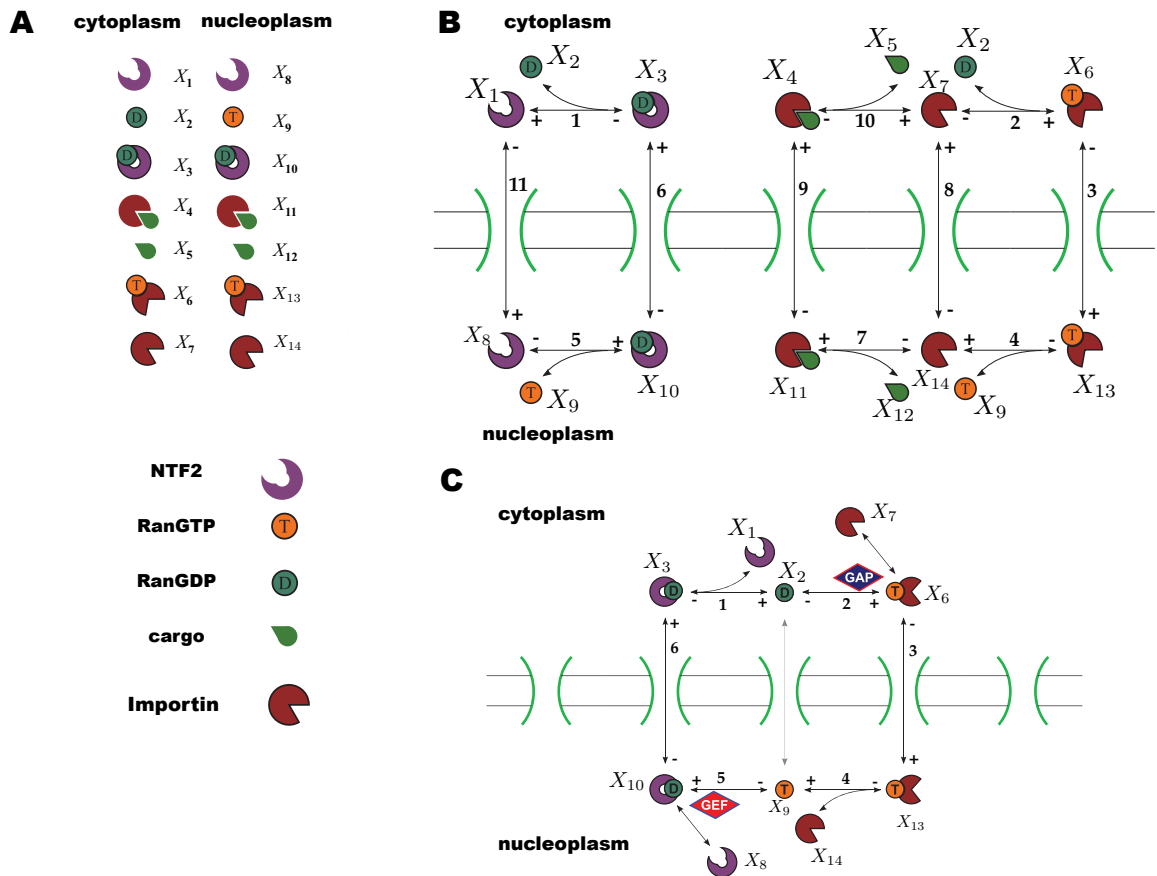 A
cytoplasm nucleoplasm
X1 X8
D X2 T X9
D X3 D X10
X4 X11
X5 X12
T X6 T X13
X7 X14
NTF2
RanGTP T
RanGDP D
cargo
Importin
B
cytoplasm
D X2 X5 X2 D
X1 X3 X4 X7 X6
D T
+ 1 - - 10 + - 2 +
- + + + -
11 6 9 8 3
+ - - - +
X8 - 5 + D + 7 - + 4 - T
T X9 X10 X11 X12 X14 T X9 X13
nucleoplasm
C
cytoplasm
X7
X1
X3 X2 GAP X6
D - 1 + D - 2 + T
+ -
6 3
- +
X10 D + 5 - T + 4 - T
GEF X9 X13
X14
X8
nucleoplasm